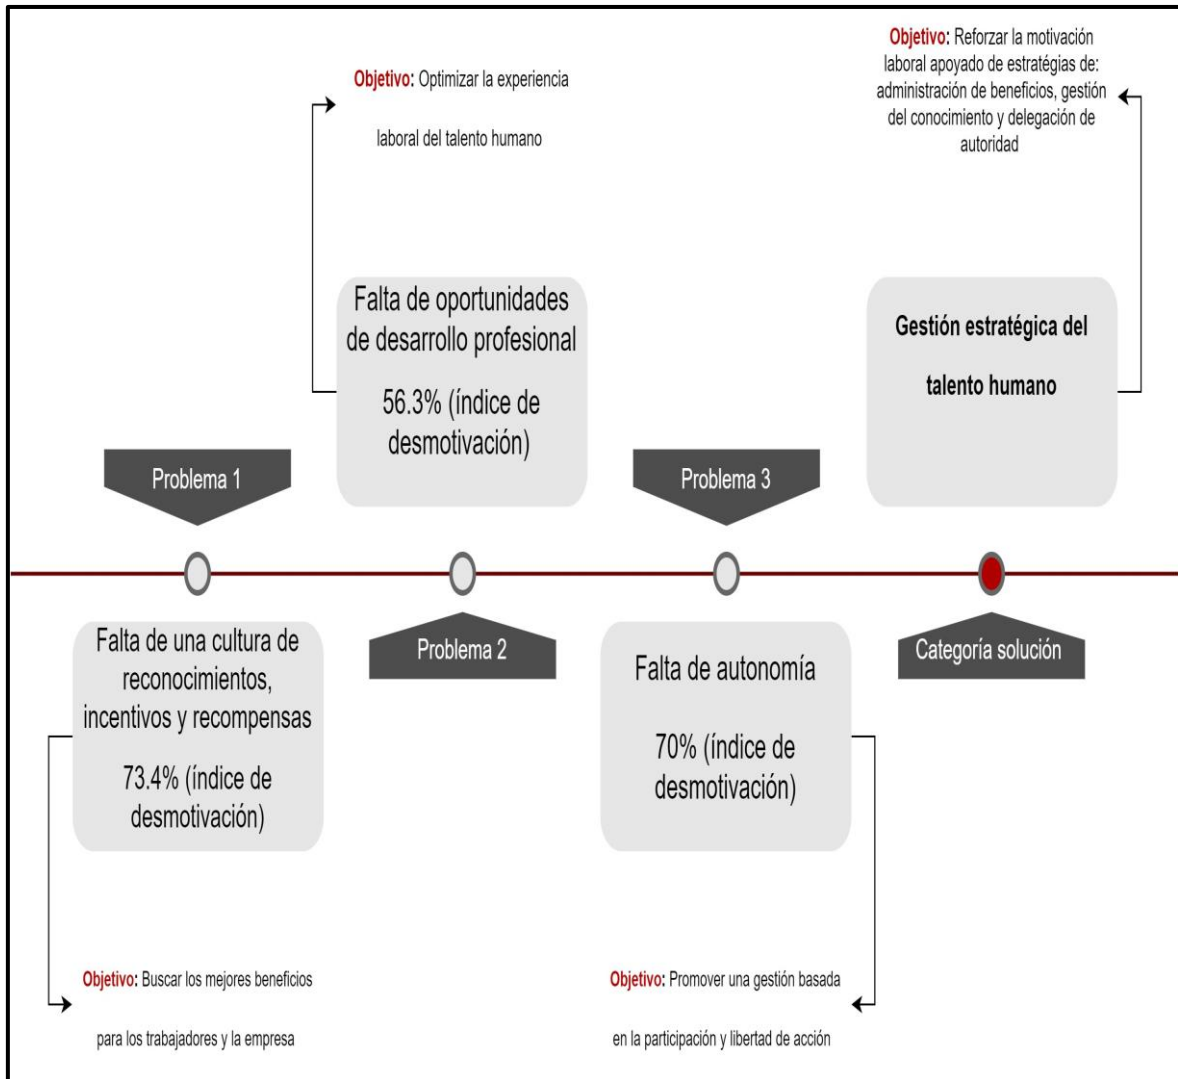 Problema 1
Falta de una cultura de
reconocimientos,
incentivos y recompensas
73.4% (índice de
desmotivación)
Objetivo: Buscar los mejores beneficios
para los trabajadores y la empresa
Objetivo: Optimizar la experiencia
laboral del talento humano
Falta de oportunidades
de desarrollo profesional
56.3% (índice de
desmotivación)
Problema 2
Problema 3
Falta de autonomía
70% (índice de
desmotivación)
Objetivo: Promover una gestión basada
en la participación y libertad de acción
Objetivo: Reforzar la motivación
laboral apoyado de estratégias de:
administración de beneficios, gestión
del conocimiento y delegación de
autoridad
Gestión estratégica del
talento humano
Categoría solución